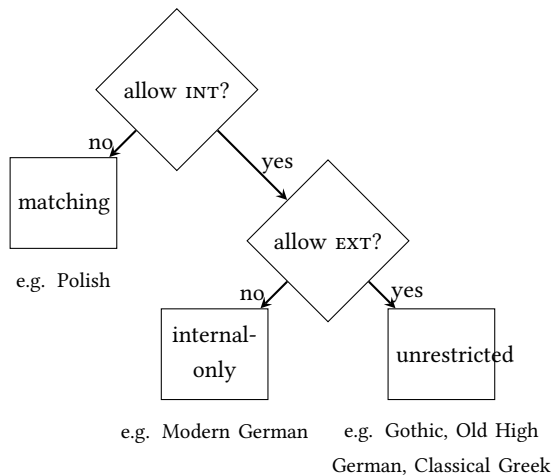 allow INT?
no
yes
matching
allow EXT?
e.g. Polish
no
yes
internal-
only
unrestricted
e.g. Modern German
e.g. Gothic, Old High
German, Classical Greek